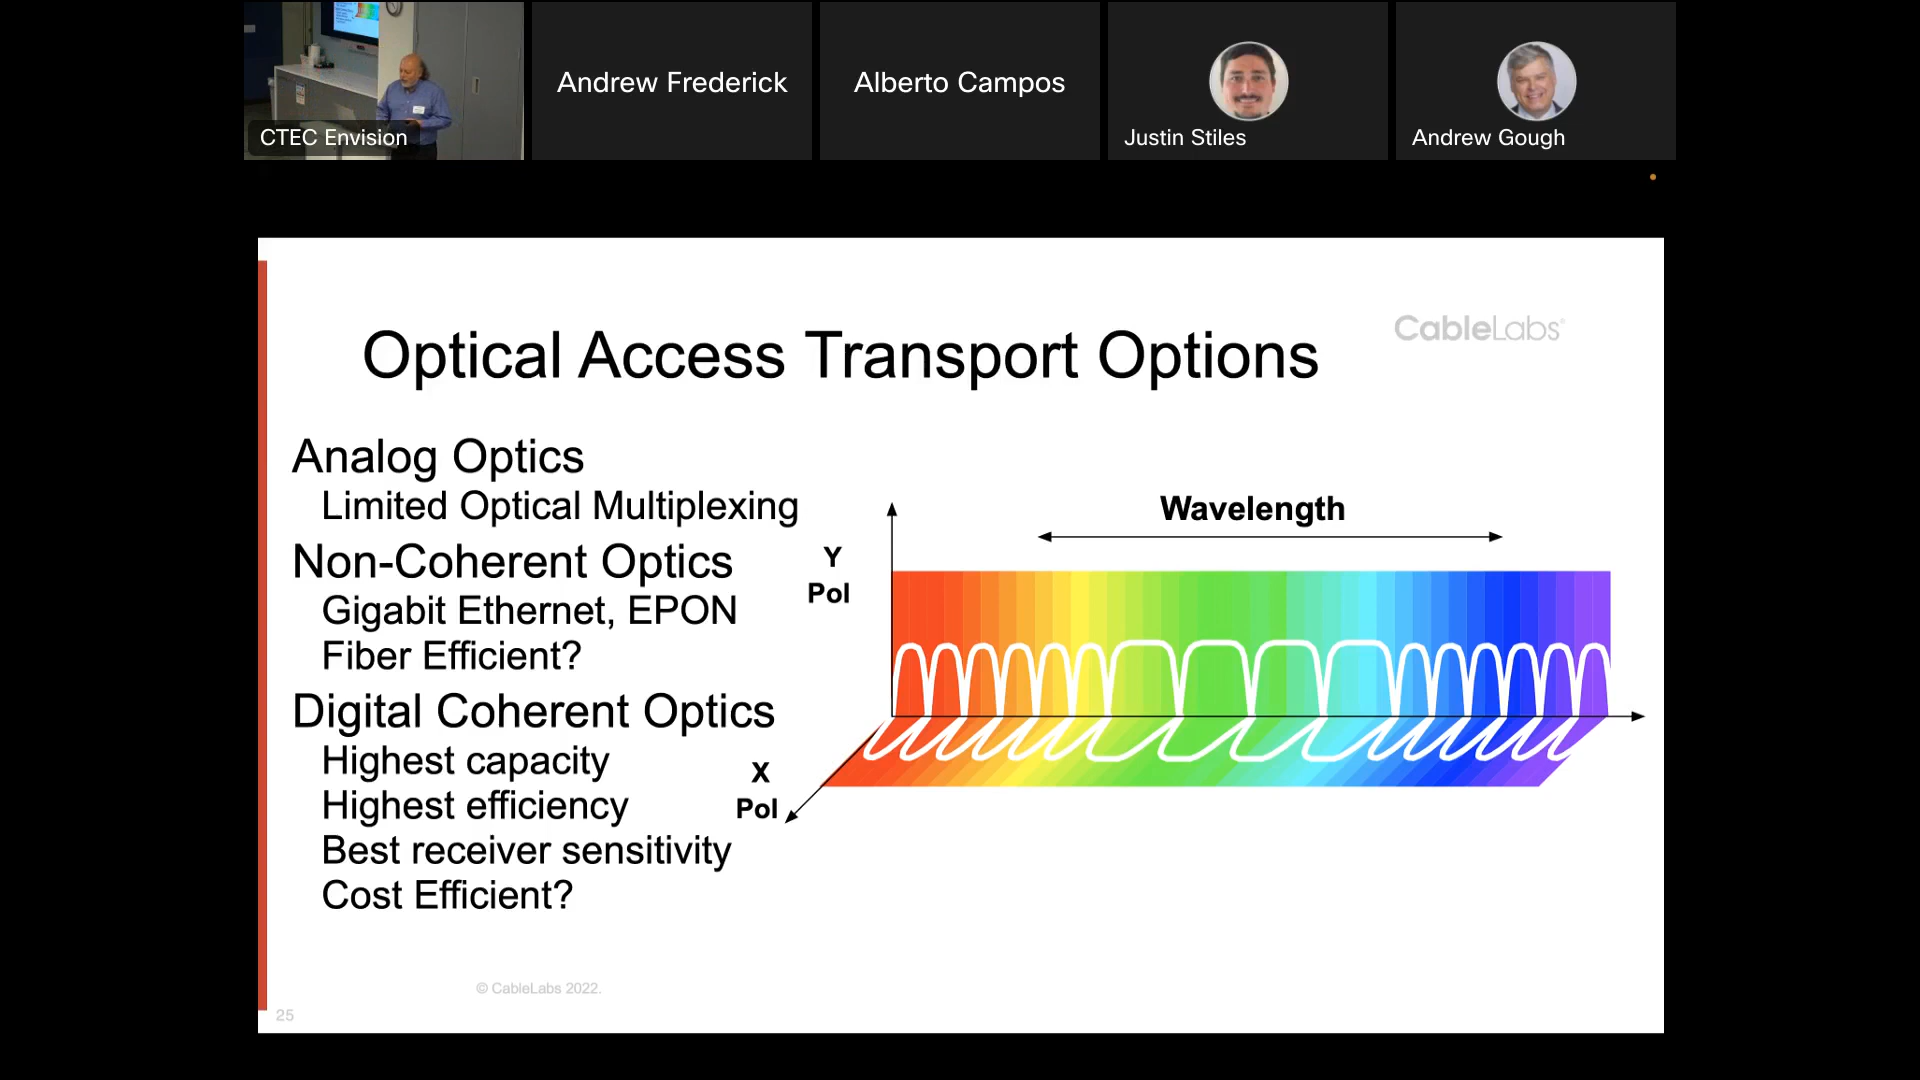 Andrew Frederick
Alberto Campos
CTEC Envision
Justin Stiles
Andrew Gough
CableLabs®
Optical Access Transport Options
Analog Optics
Limited Optical Multiplexing
Non-Coherent Optics
Gigabit Ethernet, EPON
Fiber Efficient?
Digital Coherent Optics
Highest capacity
Highest efficiency
Best receiver sensitivity
Cost Efficient?
Wavelength
Y
Pol
X
Pol
© CableLabs 2022.
25